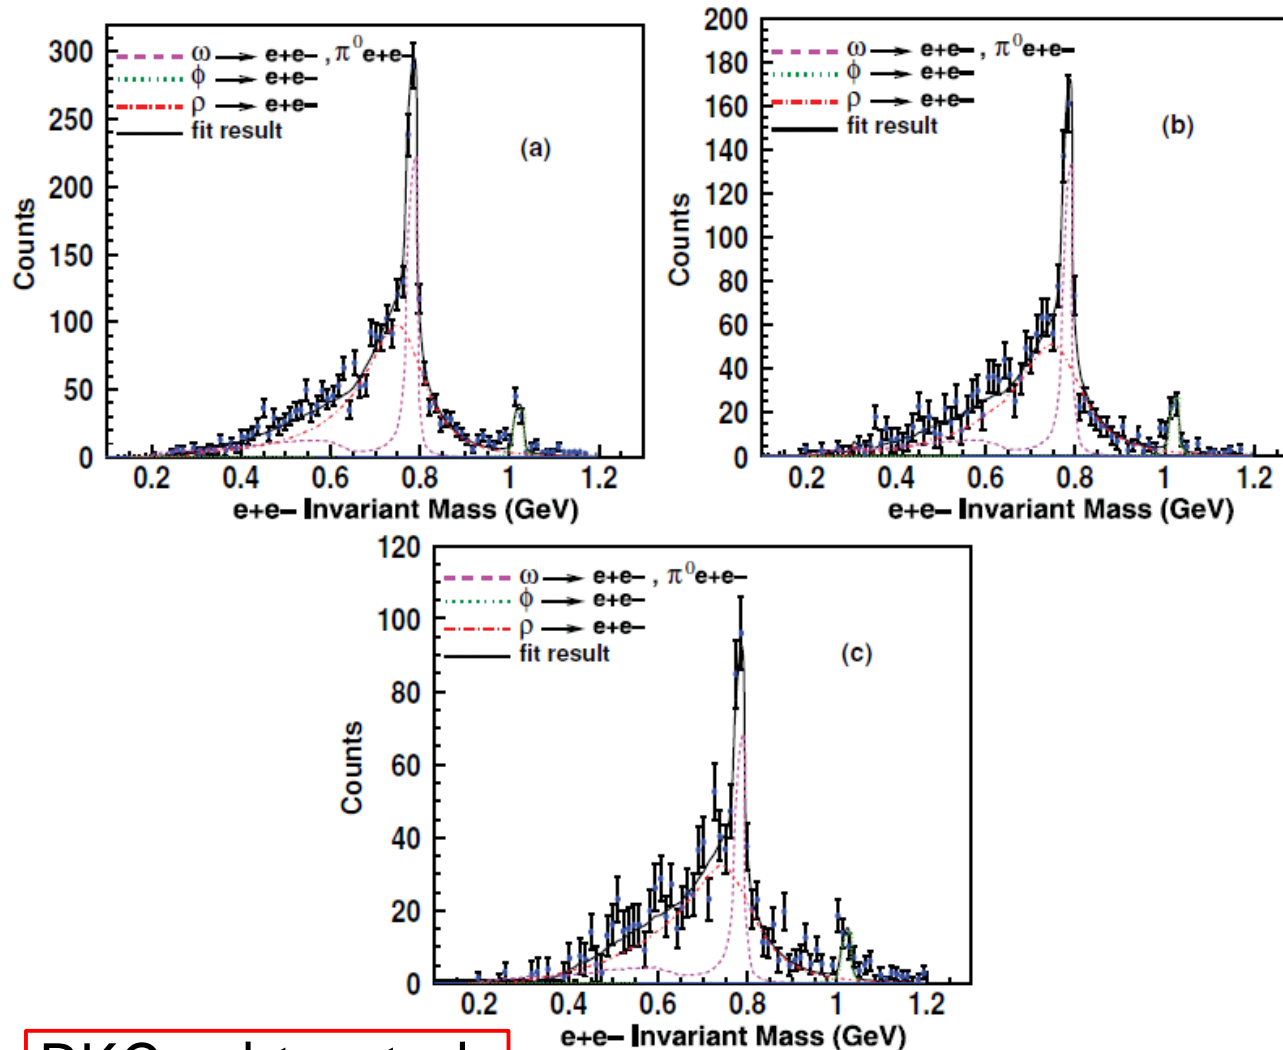 ω → e+e− , π⁰e+e−
ϕ → e+e−
ρ → e+e−
fit result
(a)
Counts
300
250
200
150
100
50
0
0.2 0.4 0.6 0.8 1 1.2
e+e− Invariant Mass (GeV)
ω → e+e− , π⁰e+e−
ϕ → e+e−
ρ → e+e−
fit result
(b)
Counts
200
180
160
140
120
100
80
60
40
20
0
0.2 0.4 0.6 0.8 1 1.2
e+e− Invariant Mass (GeV)
ω → e+e− , π⁰e+e−
ϕ → e+e−
ρ → e+e−
fit result
(c)
Counts
120
100
80
60
40
20
0
0.2 0.4 0.6 0.8 1 1.2
e+e− Invariant Mass (GeV)